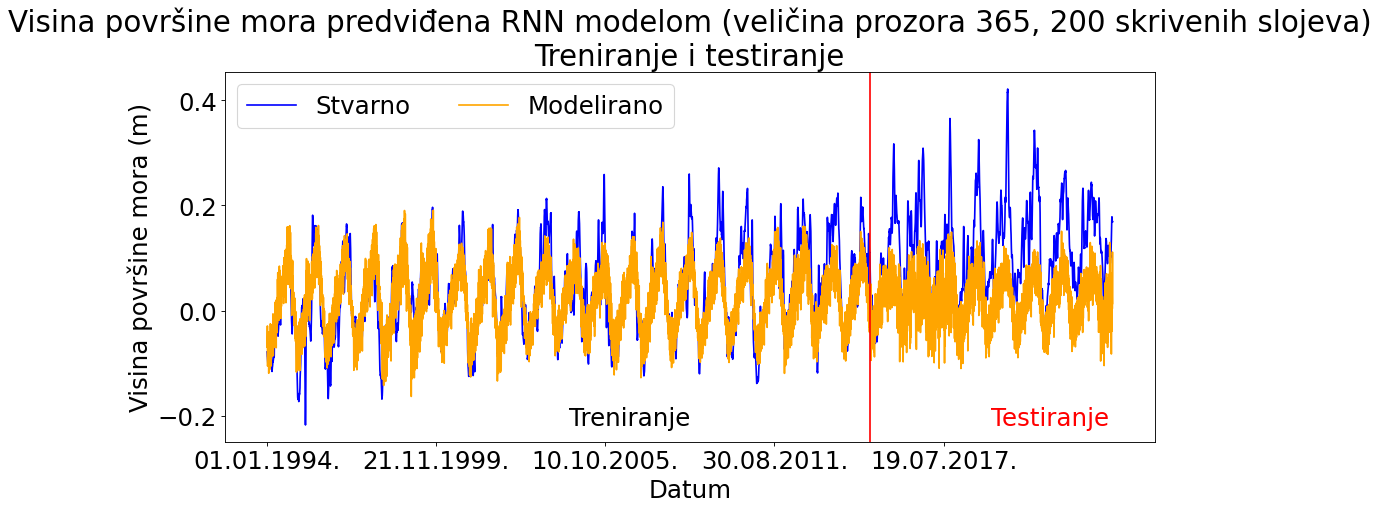 Visina površine mora predviđena RNN modelom (veličina prozora 365, 200 skrivenih slojeva)
Treniranje i testiranje
Stvarno
Modelirano
Visina površine mora (m)
0.4
0.2
0.0
−0.2
Treniranje
Testiranje
01.01.1994.
21.11.1999.
10.10.2005.
30.08.2011.
19.07.2017.
Datum